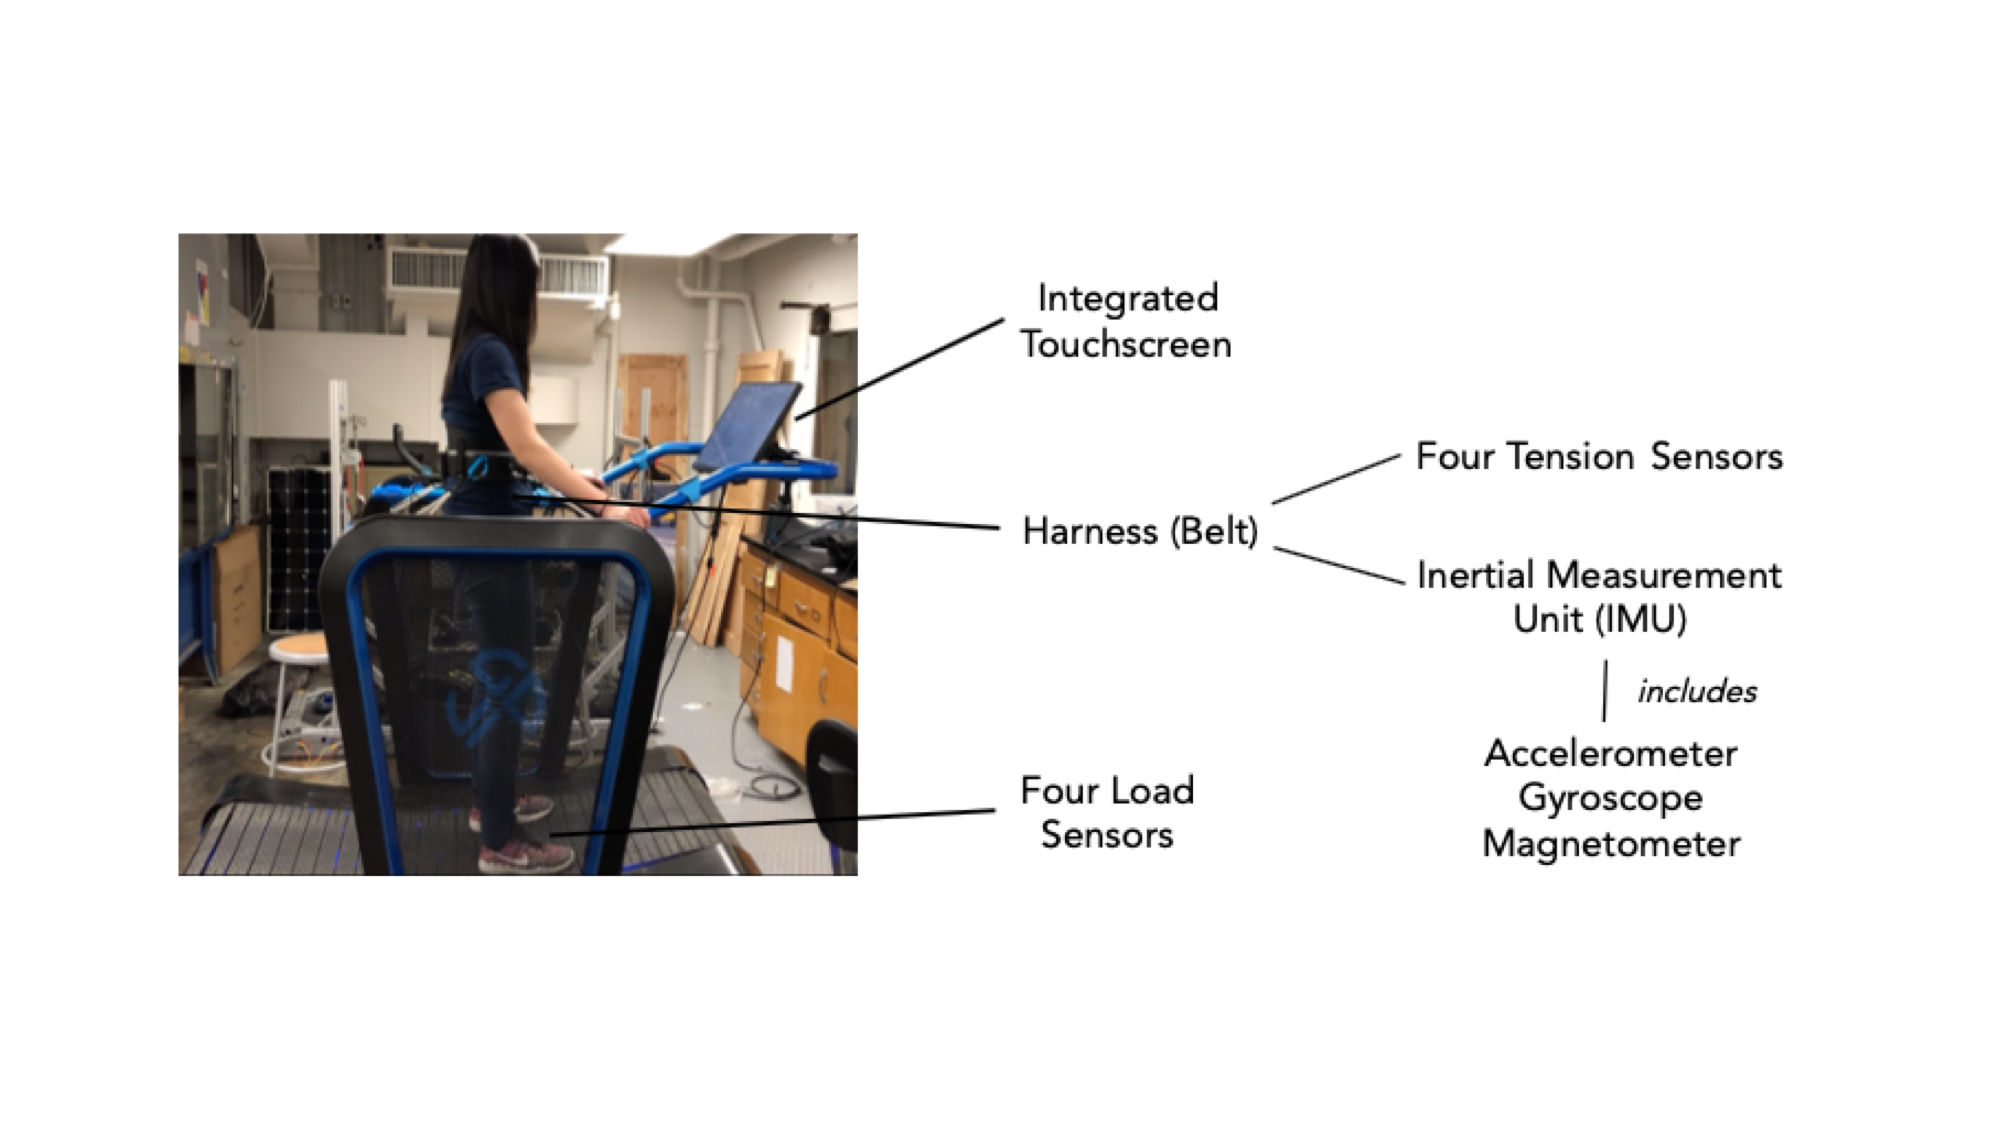 Integrated
Touchscreen
Four Tension Sensors
Harness (Belt)
Inertial Measurement
Unit (IMU)
includes
Accelerometer
Gyroscope
Magnetometer
Four Load
Sensors